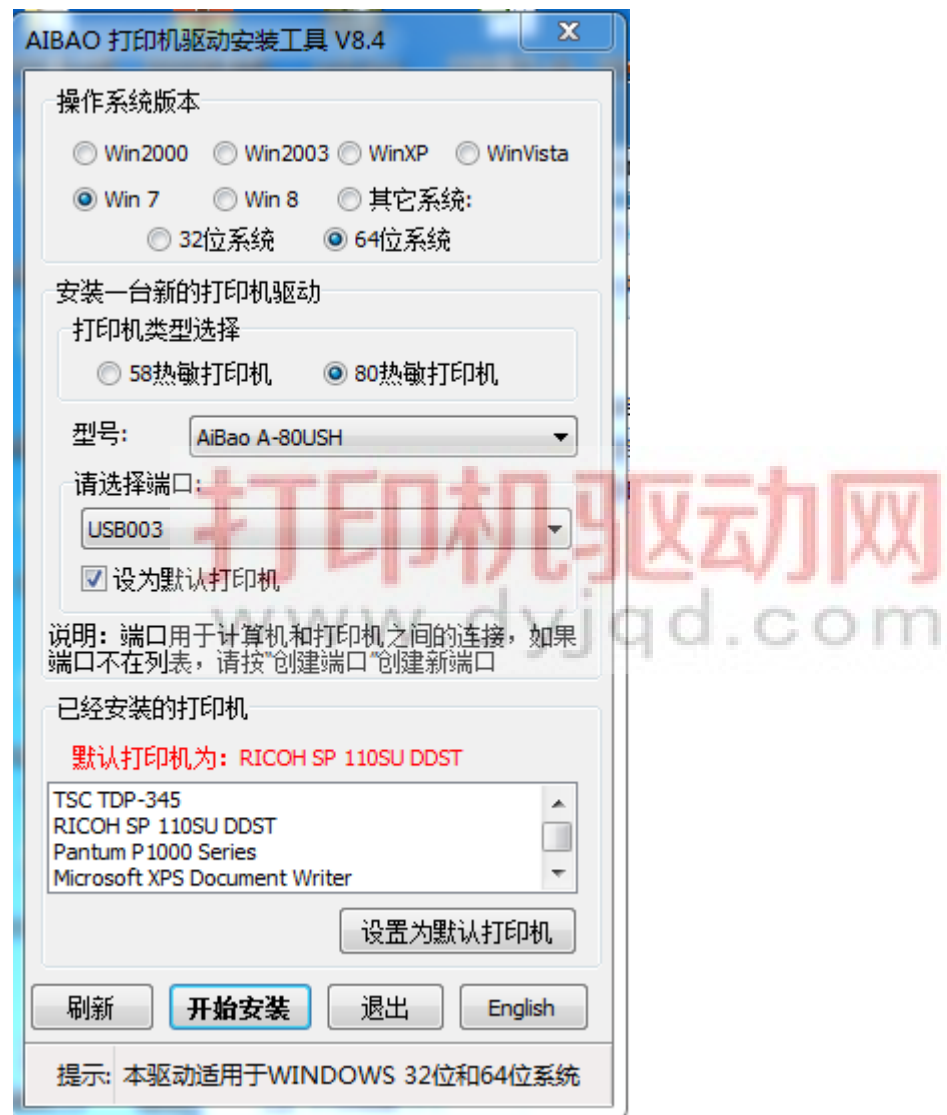 AIBAO 打印机驱动安装工具 V8.4
操作系统版本
Win2000 Win2003 WinXP WinVista
Win 7 Win 8 其它系统:
32位系统 64位系统
安装一台新的打印机驱动
打印机类型选择
58热敏打印机 80热敏打印机
型号: AiBao A-80USH
请选择端口:
USB003
设为默认打印机
打印机驱动网
www.dyjqd.com
说明：端口用于计算机和打印机之间的连接，如果
端口不在列表，请按"创建端口"创建新端口
已经安装的打印机
默认打印机为：RICOH SP 110SU DDST
TSC TDP-345
RICOH SP 110SU DDST
Pantum P1000 Series
Microsoft XPS Document Writer
设置为默认打印机
刷新 开始安装 退出 English
提示: 本驱动适用于WINDOWS 32位和64位系统